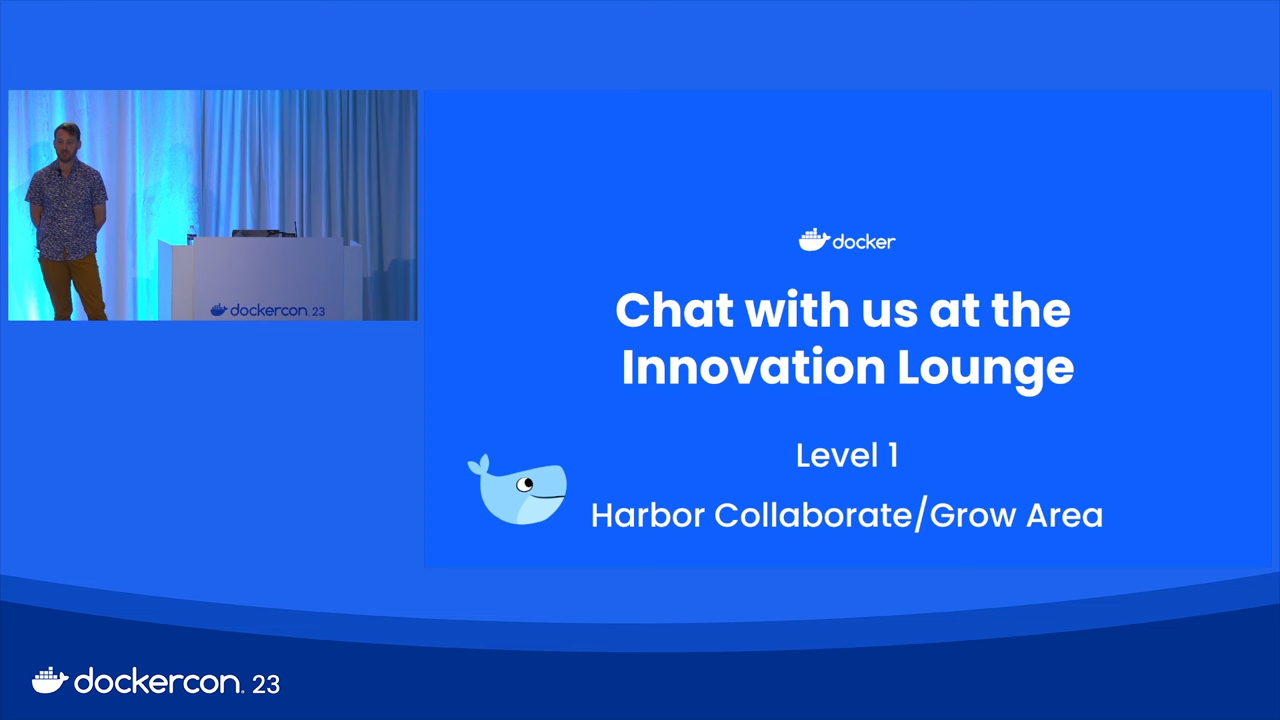 dockercon. 23
docker
Chat with us at the
Innovation Lounge
Level 1
Harbor Collaborate/Grow Area
dockercon. 23